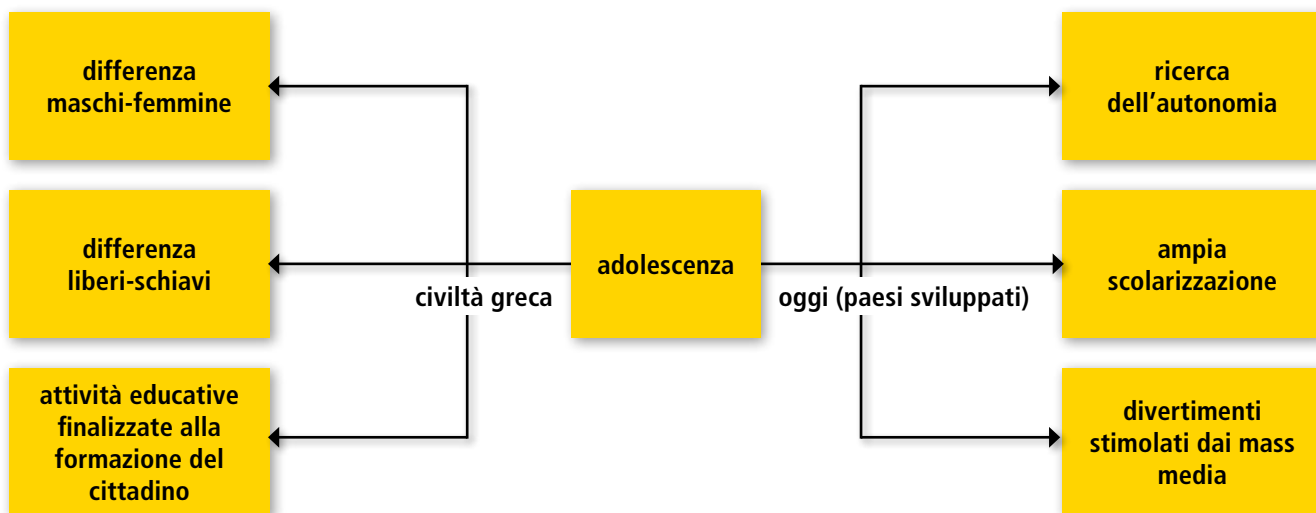 differenza
maschi-femmine
differenza
liberi-schiavi
attività educative
finalizzate alla
formazione del
cittadino
civiltà greca
adolescenza
oggi (paesi sviluppati)
ricerca
dell’autonomia
ampia
scolarizzazione
divertimenti
stimolati dai mass
media